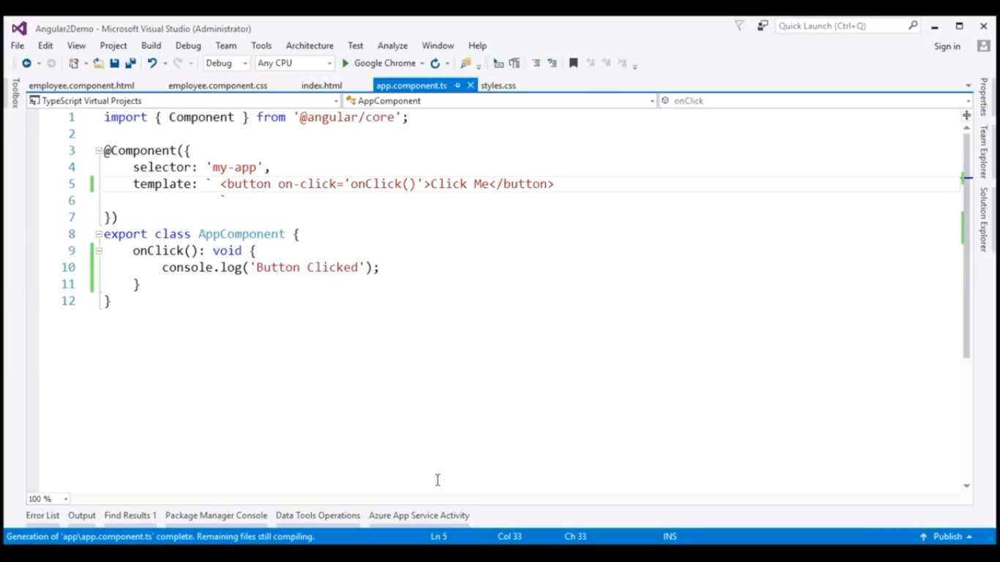 Angular2Demo - Microsoft Visual Studio (Administrator)
Quick Launch (Ctrl+Q)
File Edit View Project Build Debug Team Tools Architecture Test Analyze Window Help
Sign in
Debug Any CPU Google Chrome
Toolbox
employee.component.html employee.component.css index.html app.component.ts styles.css
TypeScript Virtual Projects AppComponent onClick
1 import { Component } from '@angular/core';
2
3 @Component({
4 selector: 'my-app',
5 template: ` <button on-click='onClick()'>Click Me</button>
6 `
7 })
8 export class AppComponent {
9 onClick(): void {
10 console.log('Button Clicked');
11 }
12 }
Properties
Team Explorer
Solution Explorer
100 %
Error List Output Find Results 1 Package Manager Console Data Tools Operations Azure App Service Activity
Generation of 'app\app.component.ts' complete. Remaining files still compiling. Ln 5 Col 33 Ch 33 INS Publish